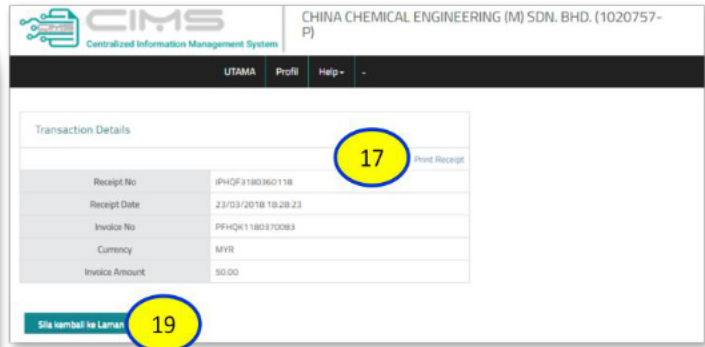 CIMS
Centralized Information Management System
CHINA CHEMICAL ENGINEERING (M) SDN. BHD. (1020757-
P)
UTAMA Profil Help -
Transaction Details
17
Print Receipt
Receipt No IPHQF3180360118
Receipt Date 23/03/2018 18:28:23
Invoice No PFHQK1180370083
Currency MYR
Invoice Amount 50.00
Sila kembali ke Laman
19